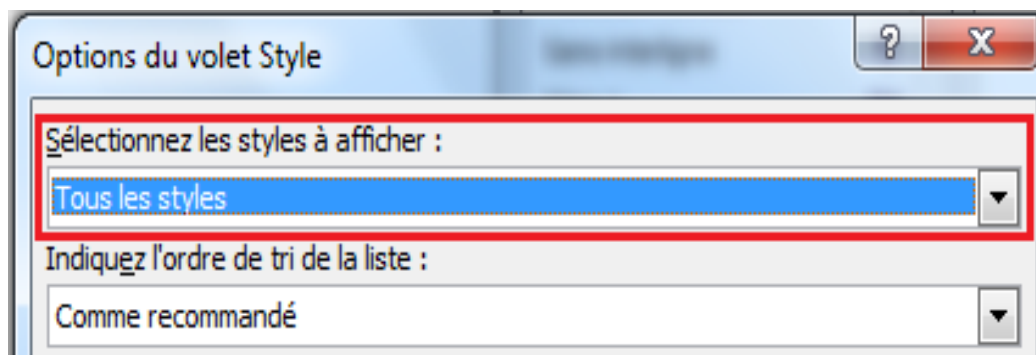 Options du volet Style
?
Sélectionnez les styles à afficher :
Tous les styles
Indiquez l'ordre de tri de la liste :
Comme recommandé